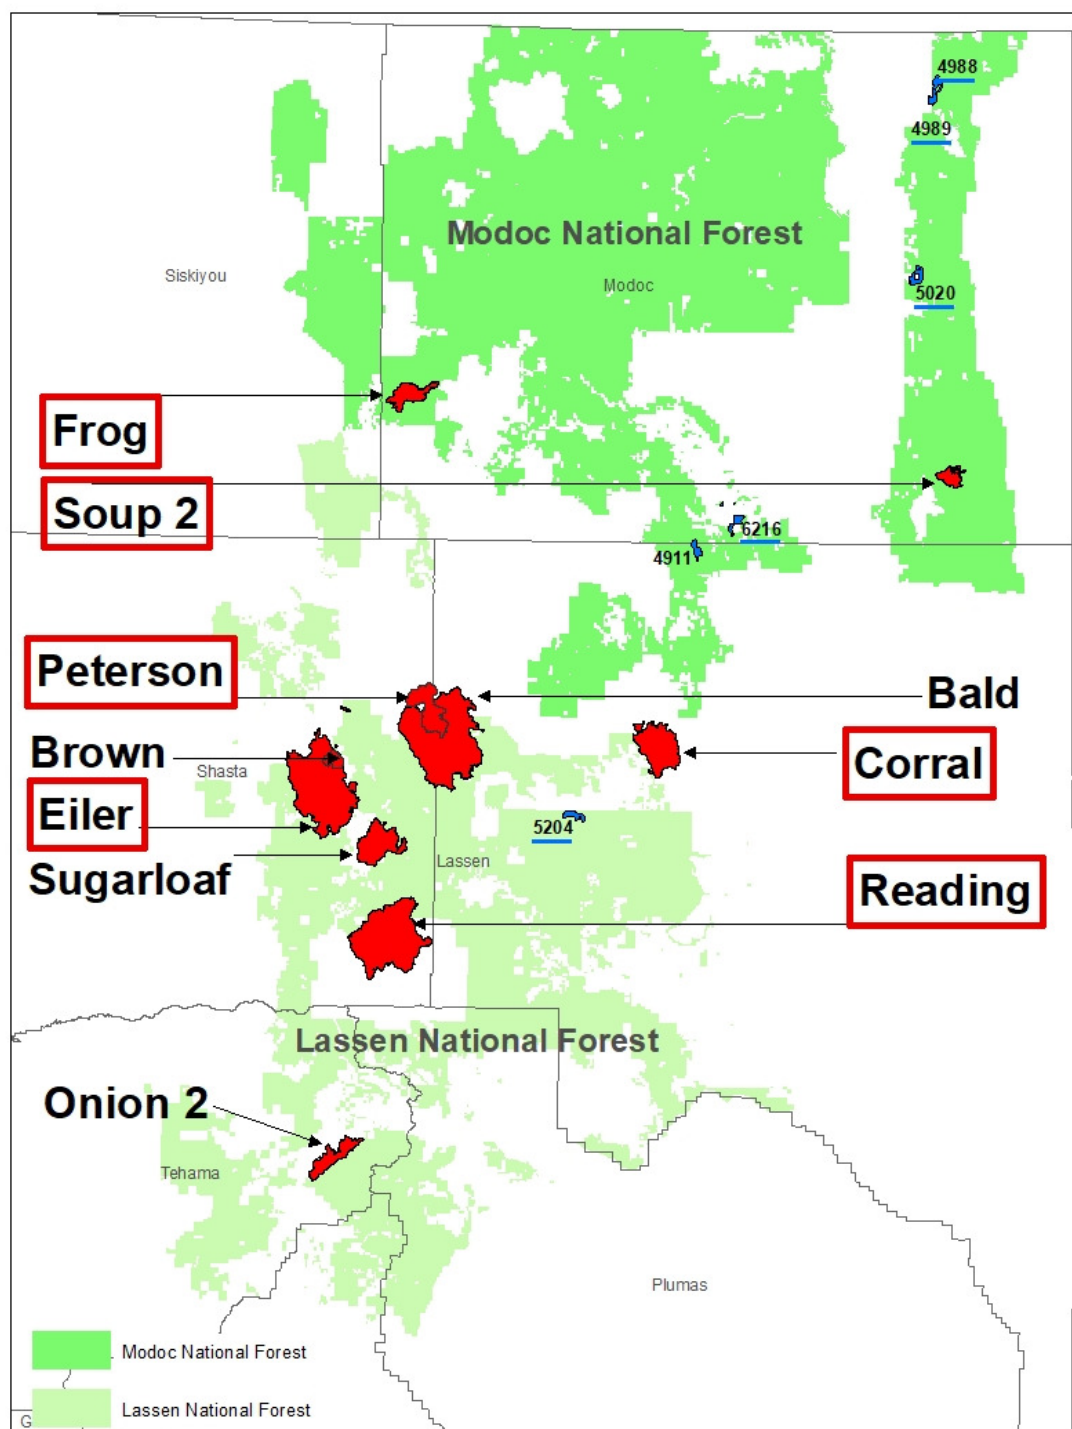 4988
4989
Modoc National Forest
Siskiyou
Modoc
5020
Frog
Soup 2
6216
4911
Peterson
Bald
Brown
Shasta
Corral
Eiler
5204
Sugarloaf
Lassen
Reading
Lassen National Forest
Onion 2
Tehama
Plumas
Modoc National Forest
Lassen National Forest
G